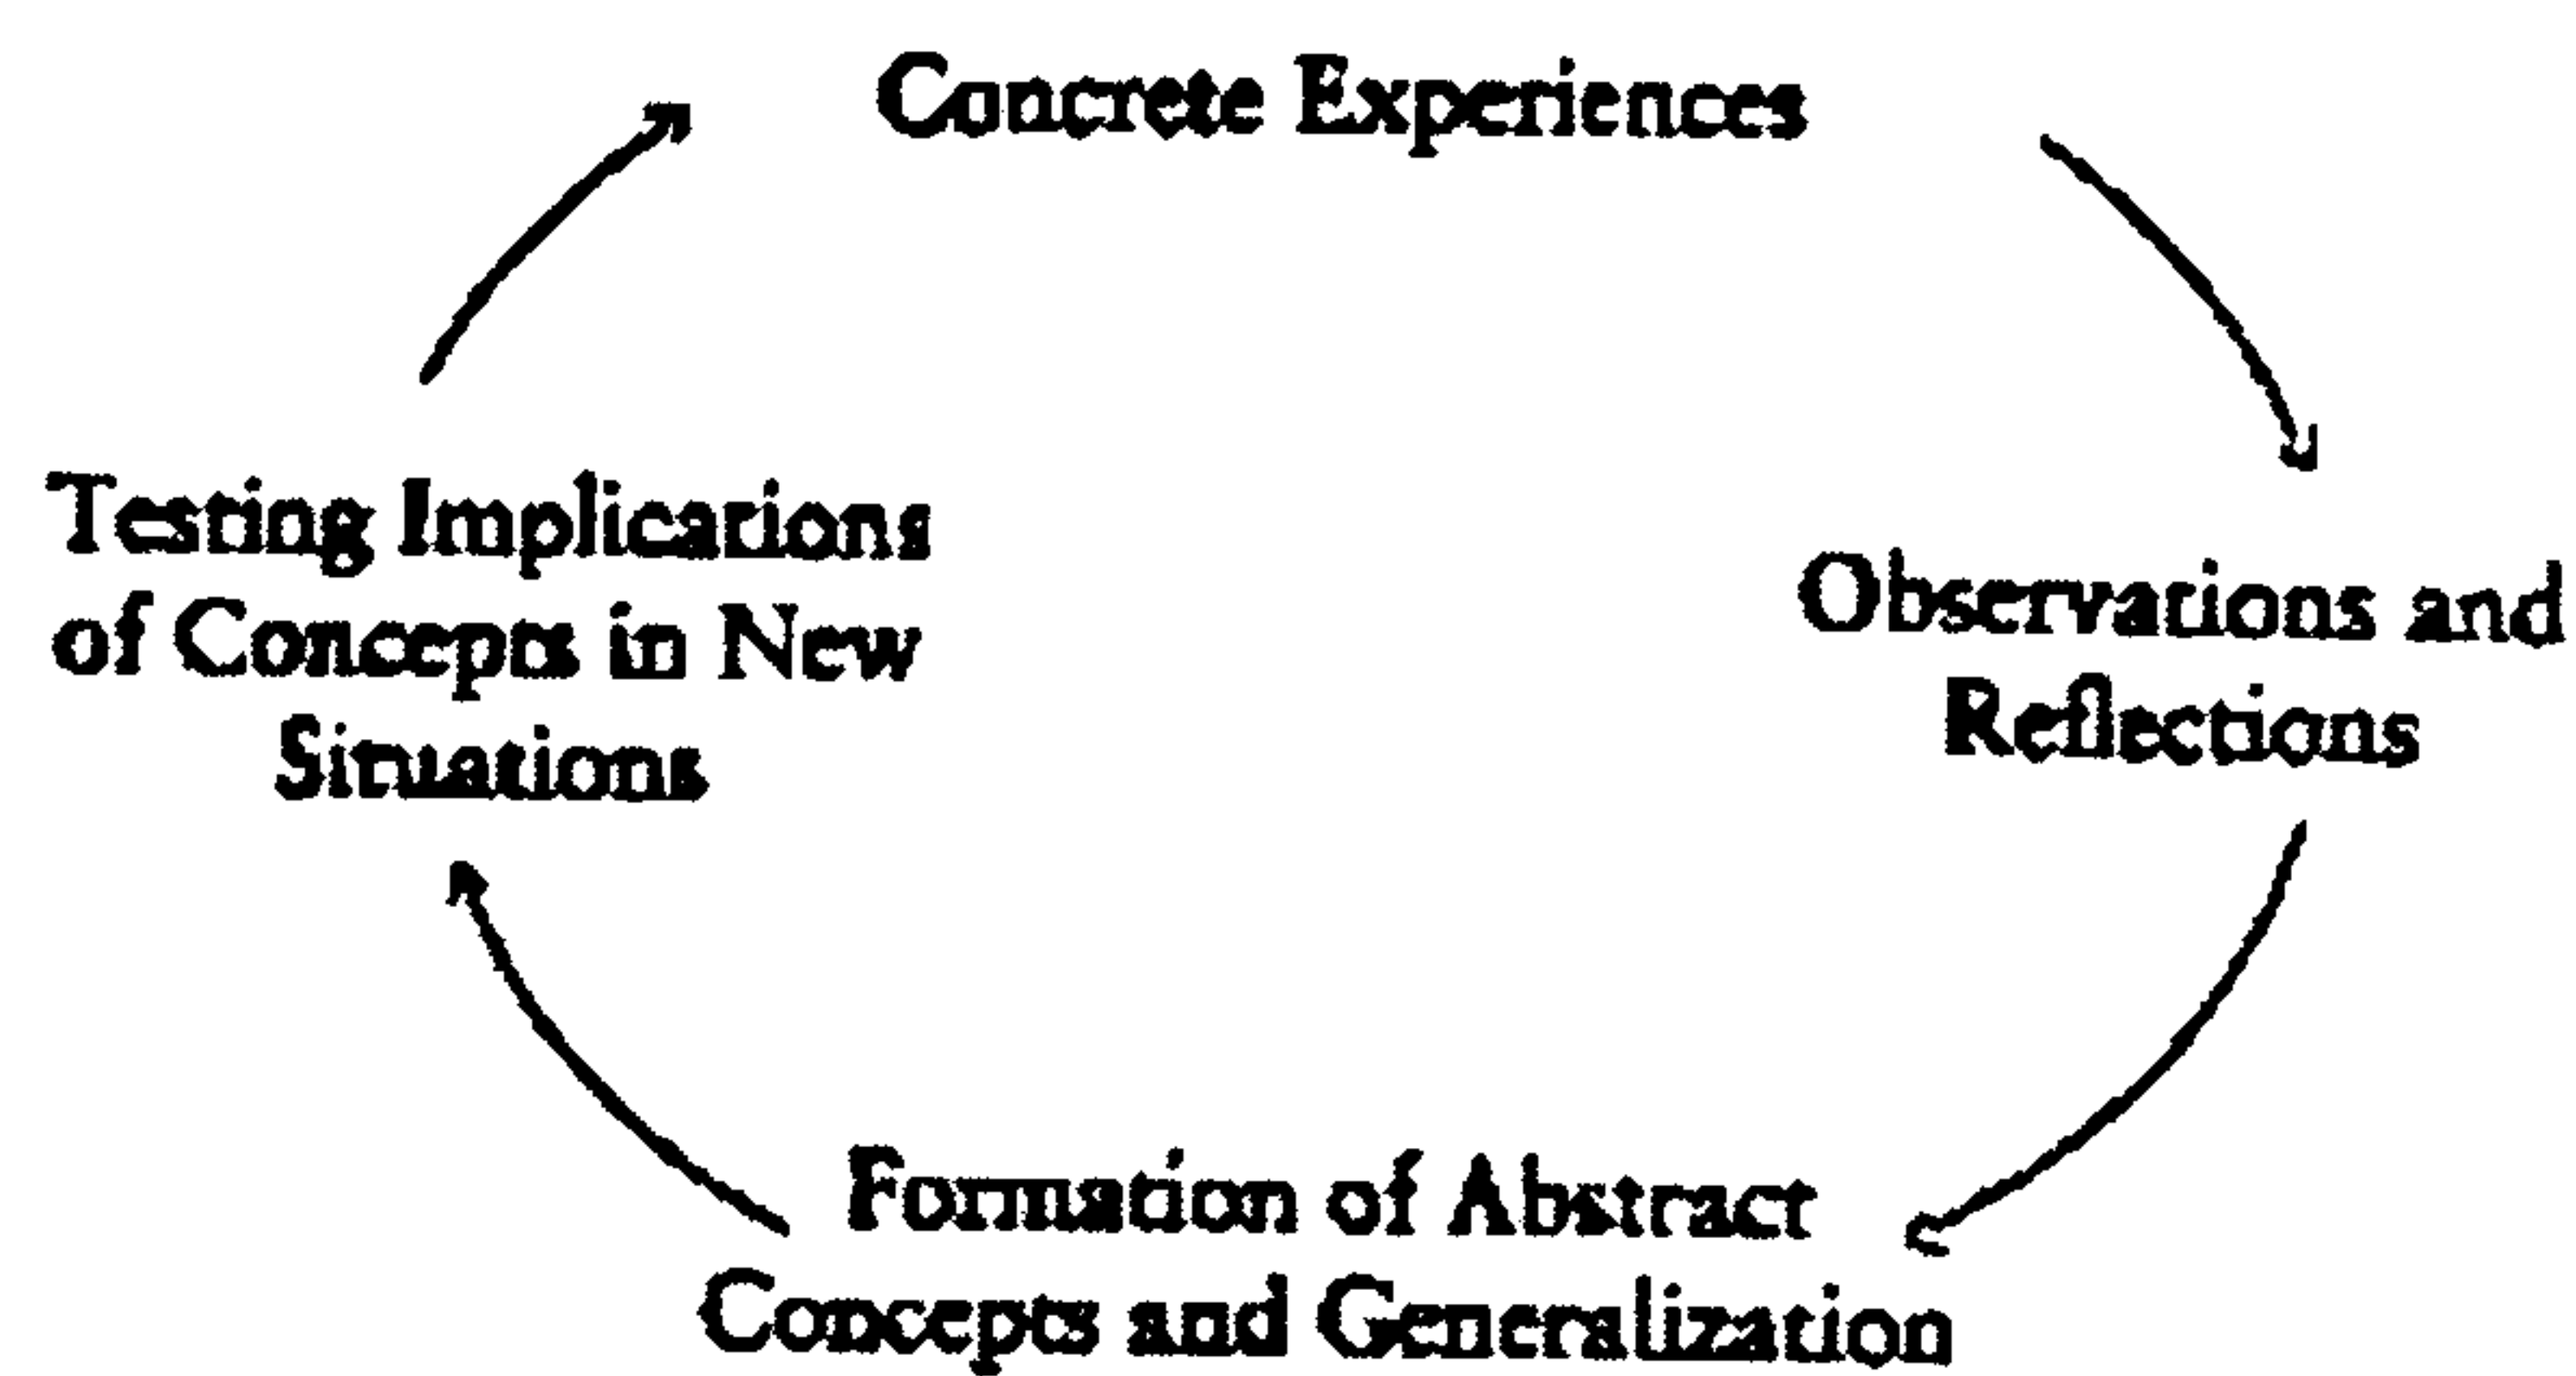 Concrete Experiences
Testing Implications
of Concepts in New
Situations
Observations and
Reflections
Formation of Abstract
Concepts and Generalization